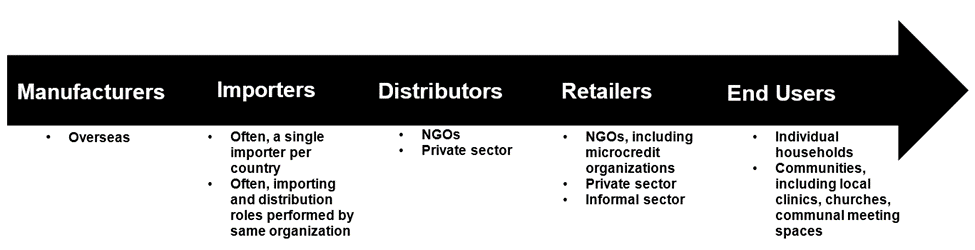 Manufacturers
Importers
Distributors
Retailers
End Users
• Overseas
• Often, a single
importer per
country
• Often, importing
and distribution
roles performed by
same organization
• NGOs
• Private sector
• NGOs, including
microcredit
organizations
• Private sector
• Informal sector
• Individual
households
• Communities,
including local
clinics, churches,
communal meeting
spaces